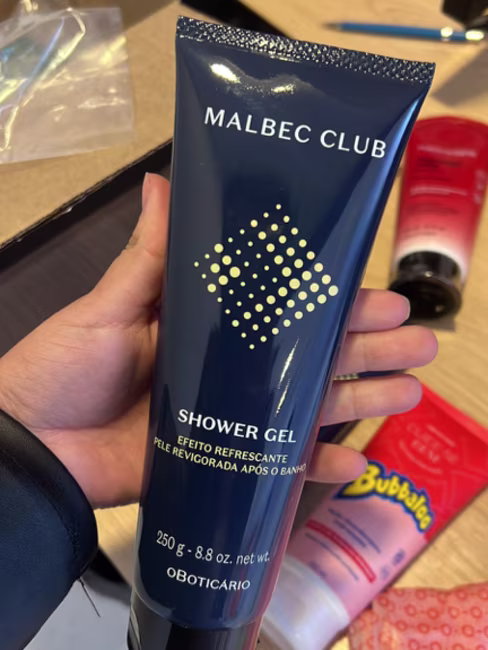 MALBEC CLUB
SHOWER GEL
EFEITO REFRESCANTE
PELE REVIGORADA APÓS O BANHO
250 g - 8.8 oz. net wt.
oBOTICÁRIO
Bubbaloo